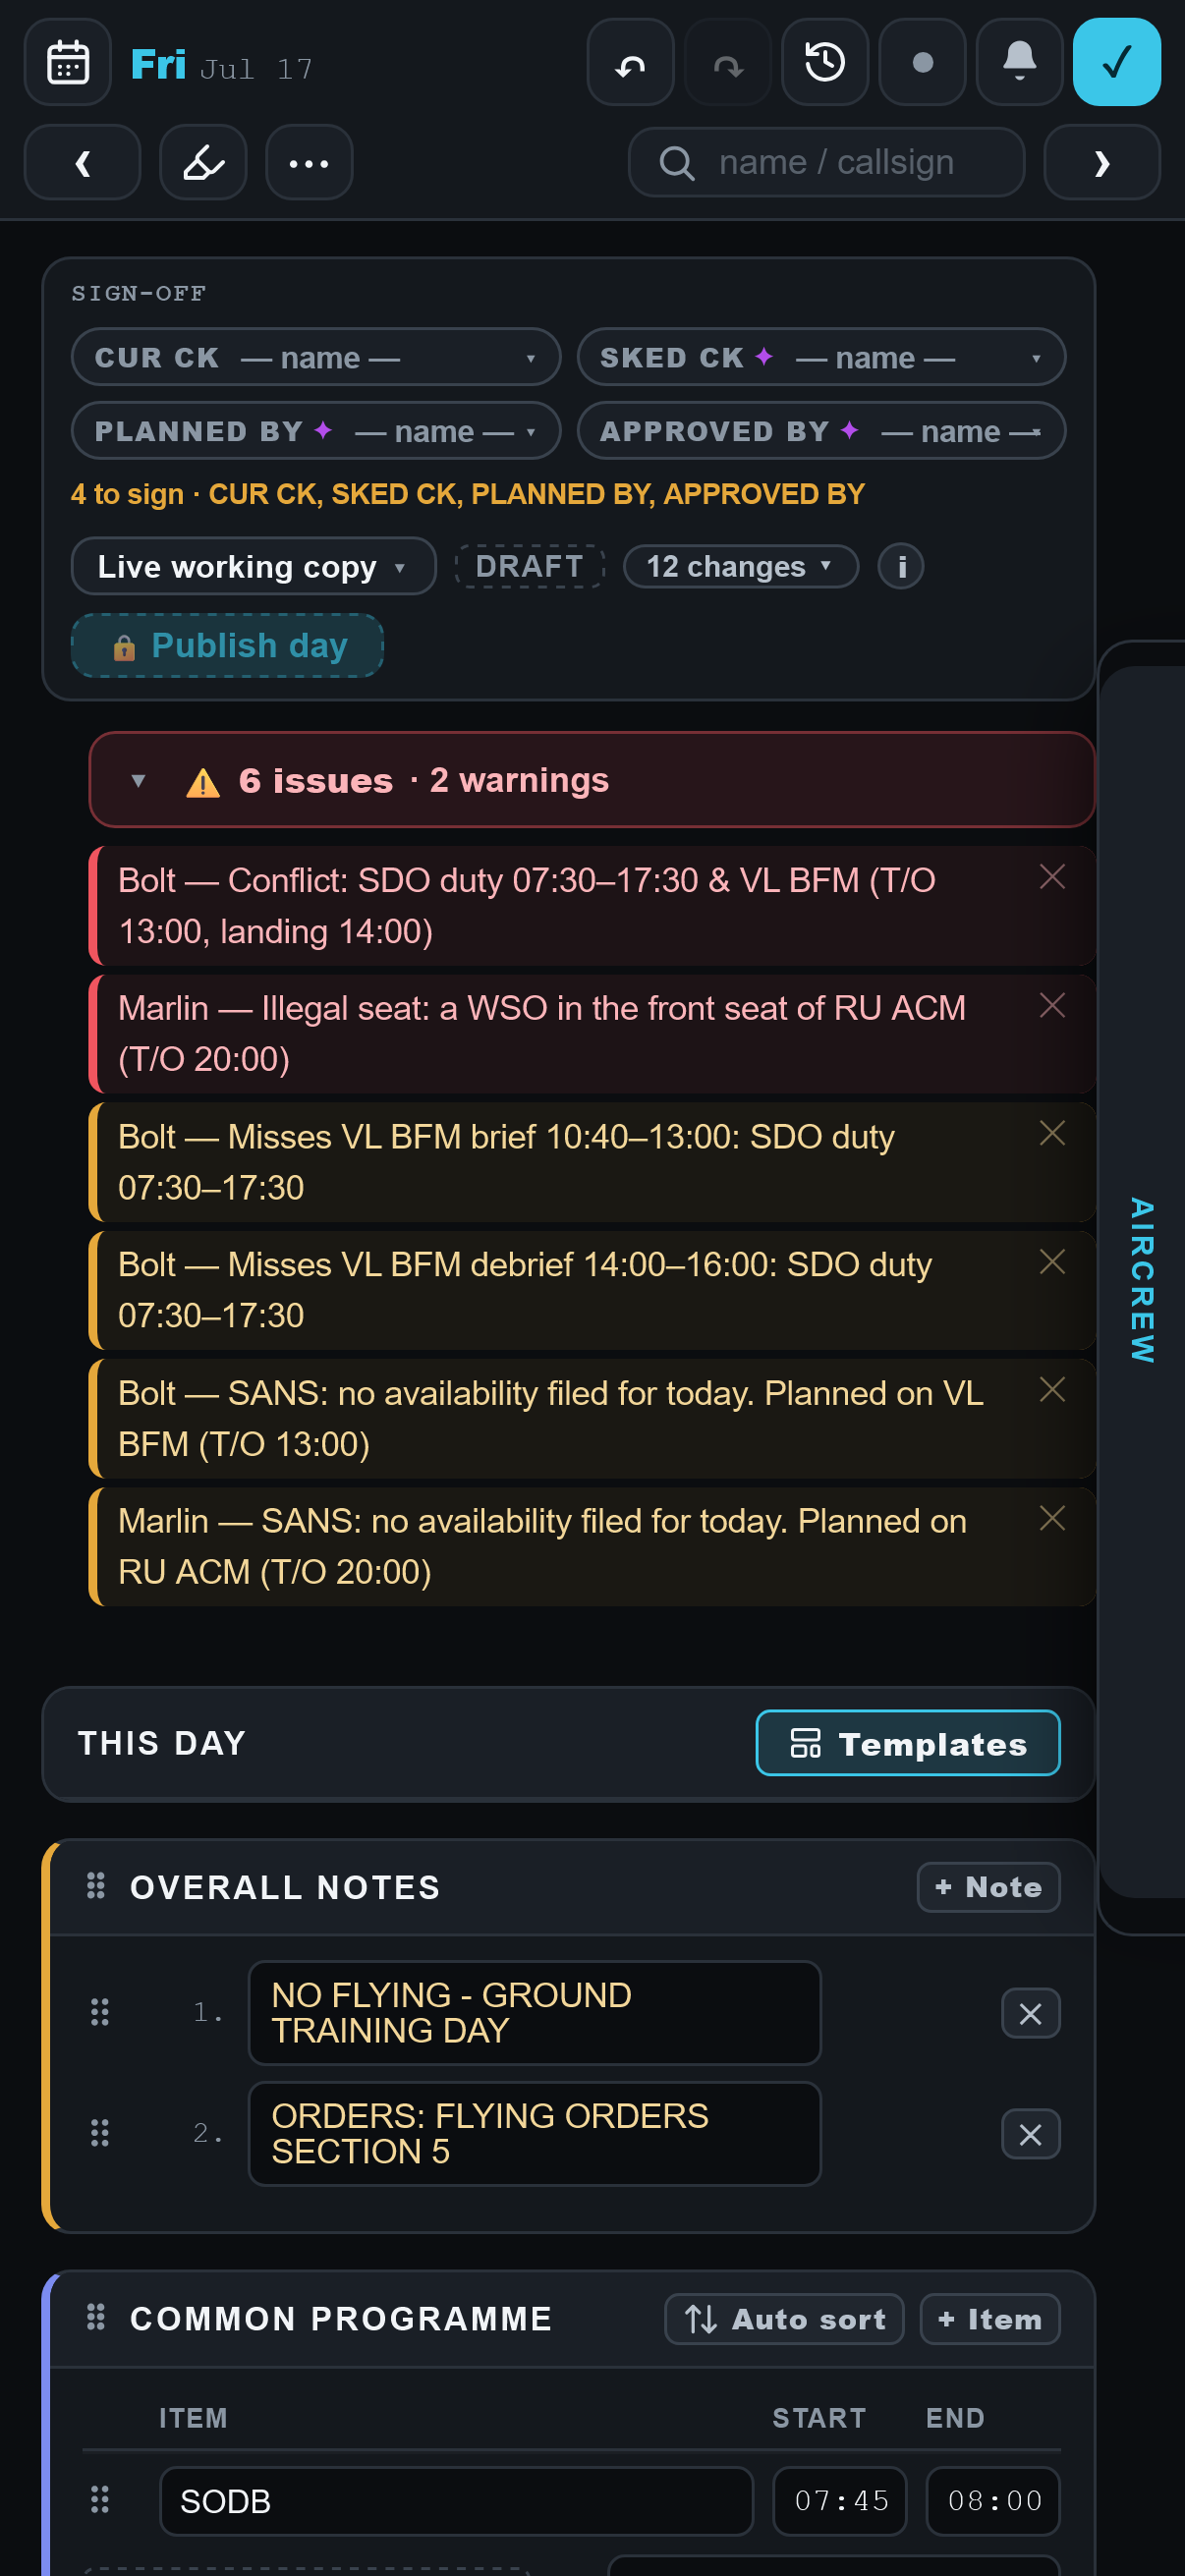 Fri Jul 17
name / callsign
SIGN-OFF
CUR CK — name —
SKED CK ✦ — name —
PLANNED BY ✦ — name —
APPROVED BY ✦ — name —
4 to sign · CUR CK, SKED CK, PLANNED BY, APPROVED BY
Live working copy
DRAFT
12 changes
i
Publish day
6 issues · 2 warnings
Bolt — Conflict: SDO duty 07:30–17:30 & VL BFM (T/O
13:00, landing 14:00)
Marlin — Illegal seat: a WSO in the front seat of RU ACM
(T/O 20:00)
Bolt — Misses VL BFM brief 10:40–13:00: SDO duty
07:30–17:30
Bolt — Misses VL BFM debrief 14:00–16:00: SDO duty
07:30–17:30
Bolt — SANS: no availability filed for today. Planned on VL
BFM (T/O 13:00)
Marlin — SANS: no availability filed for today. Planned on
RU ACM (T/O 20:00)
AIRCREW
THIS DAY
Templates
OVERALL NOTES
+ Note
1. NO FLYING - GROUND
TRAINING DAY
2. ORDERS: FLYING ORDERS
SECTION 5
COMMON PROGRAMME
Auto sort
+ Item
ITEM START END
SODB 07:45 08:00